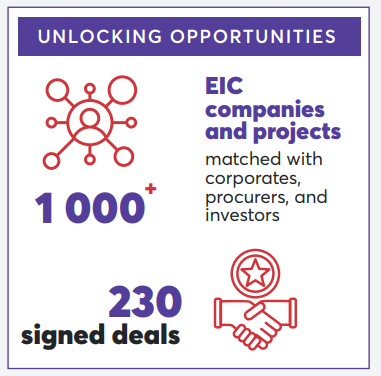 UNLOCKING OPPORTUNITIES
1 000+
EIC
companies
and projects
matched with
corporates,
procurers, and
investors
230
signed deals